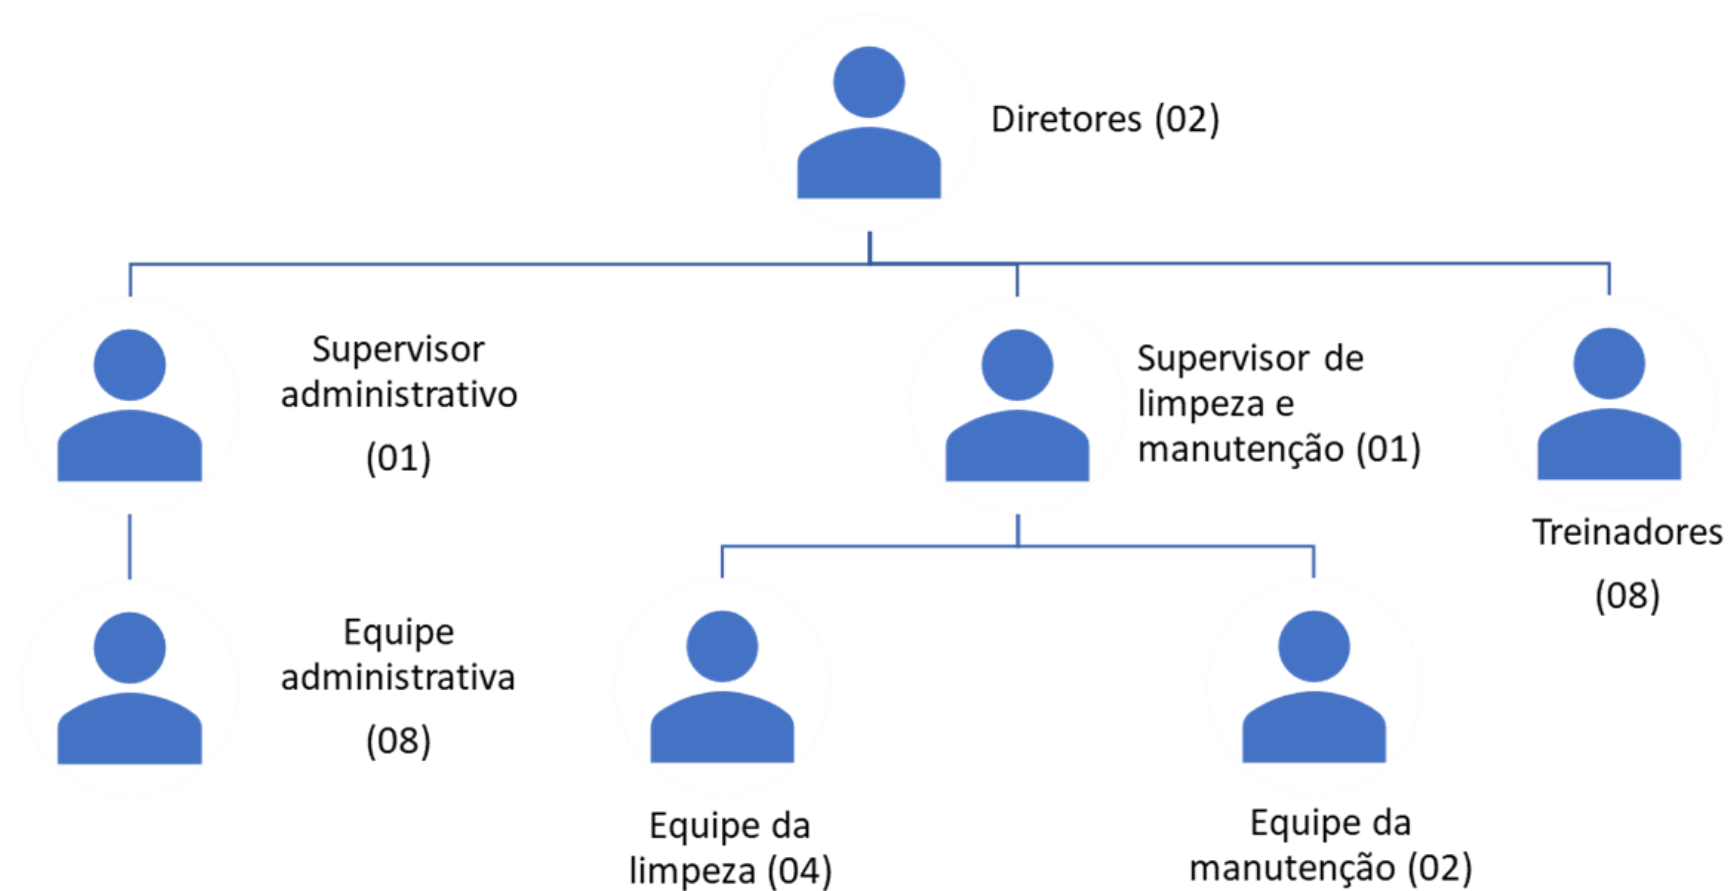 Diretores (02)
Supervisor
administrativo
(01)
Supervisor de
limpeza e
manutenção (01)
Treinadores
(08)
Equipe
administrativa
(08)
Equipe da
limpeza (04)
Equipe da
manutenção (02)